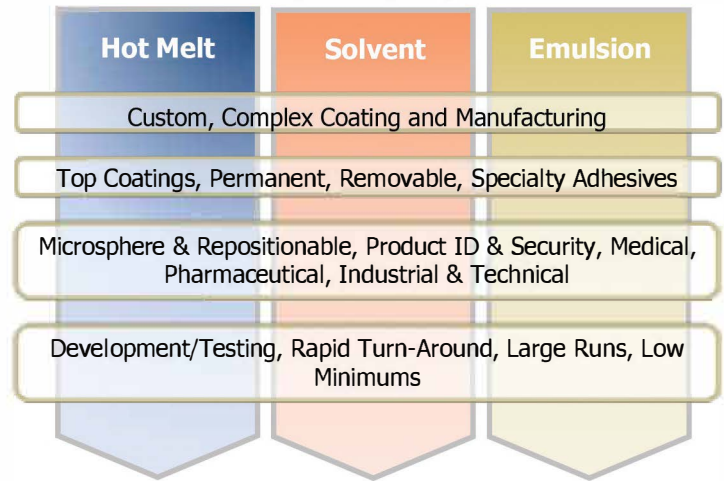 Hot Melt
Solvent
Emulsion
Custom, Complex Coating and Manufacturing
Top Coatings, Permanent, Removable, Specialty Adhesives
Microsphere & Repositionable, Product ID & Security, Medical,
Pharmaceutical, Industrial & Technical
Development/Testing, Rapid Turn-Around, Large Runs, Low
Minimums